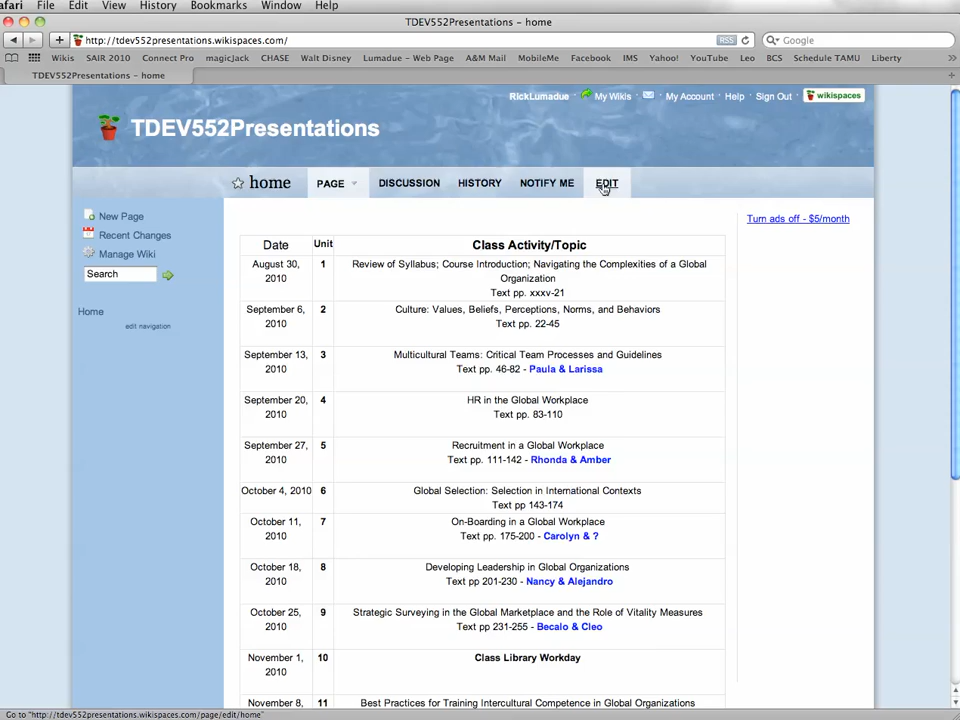 afari File Edit View History Bookmarks Window Help
TDEV552Presentations - home
http://tdev552presentations.wikispaces.com/ RSS Google
Wikis SAIR 2010 Connect Pro magicJack CHASE Walt Disney Lumadue - Web Page A&M Mail MobileMe Facebook IMS Yahoo! YouTube Leo BCS Schedule TAMU Liberty
TDEV552Presentations - home
RickLumadue My Wikis My Account Help Sign Out wikispaces
TDEV552Presentations
home PAGE DISCUSSION HISTORY NOTIFY ME EDIT
New Page
Recent Changes
Manage Wiki
Search
Home
edit navigation
Turn ads off - $5/month
Date Unit Class Activity/Topic
August 30, 2010 1 Review of Syllabus; Course Introduction; Navigating the Complexities of a Global
Organization
Text pp. xxxv-21
September 6, 2010 2 Culture: Values, Beliefs, Perceptions, Norms, and Behaviors
Text pp. 22-45
September 13, 2010 3 Multicultural Teams: Critical Team Processes and Guidelines
Text pp. 46-82 - Paula & Larissa
September 20, 2010 4 HR in the Global Workplace
Text pp. 83-110
September 27, 2010 5 Recruitment in a Global Workplace
Text pp. 111-142 - Rhonda & Amber
October 4, 2010 6 Global Selection: Selection in International Contexts
Text pp 143-174
October 11, 2010 7 On-Boarding in a Global Workplace
Text pp. 175-200 - Carolyn & ?
October 18, 2010 8 Developing Leadership in Global Organizations
Text pp 201-230 - Nancy & Alejandro
October 25, 2010 9 Strategic Surveying in the Global Marketplace and the Role of Vitality Measures
Text pp 231-255 - Becalo & Cleo
November 1, 2010 10 Class Library Workday
November 8, 11 Best Practices for Training Intercultural Competence in Global Organizations
Go to "http://tdev552presentations.wikispaces.com/page/edit/home"